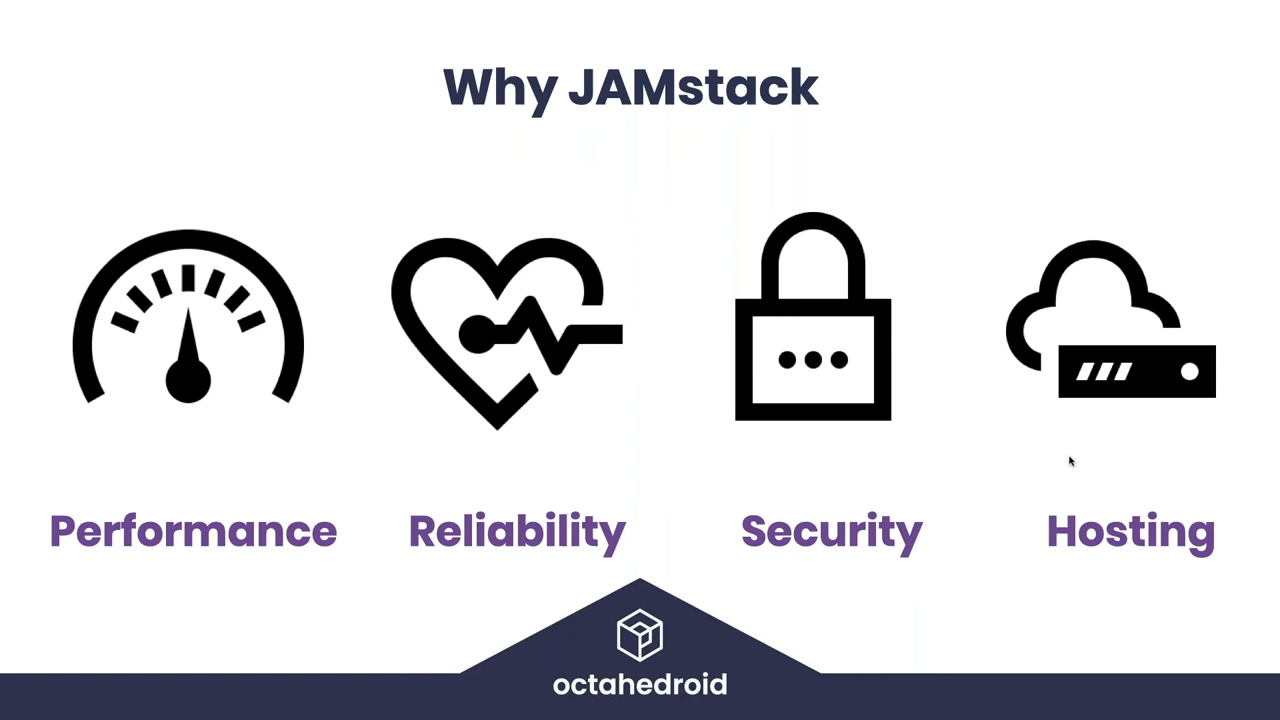 Why JAMstack
Performance
Reliability
Security
Hosting
octahedroid